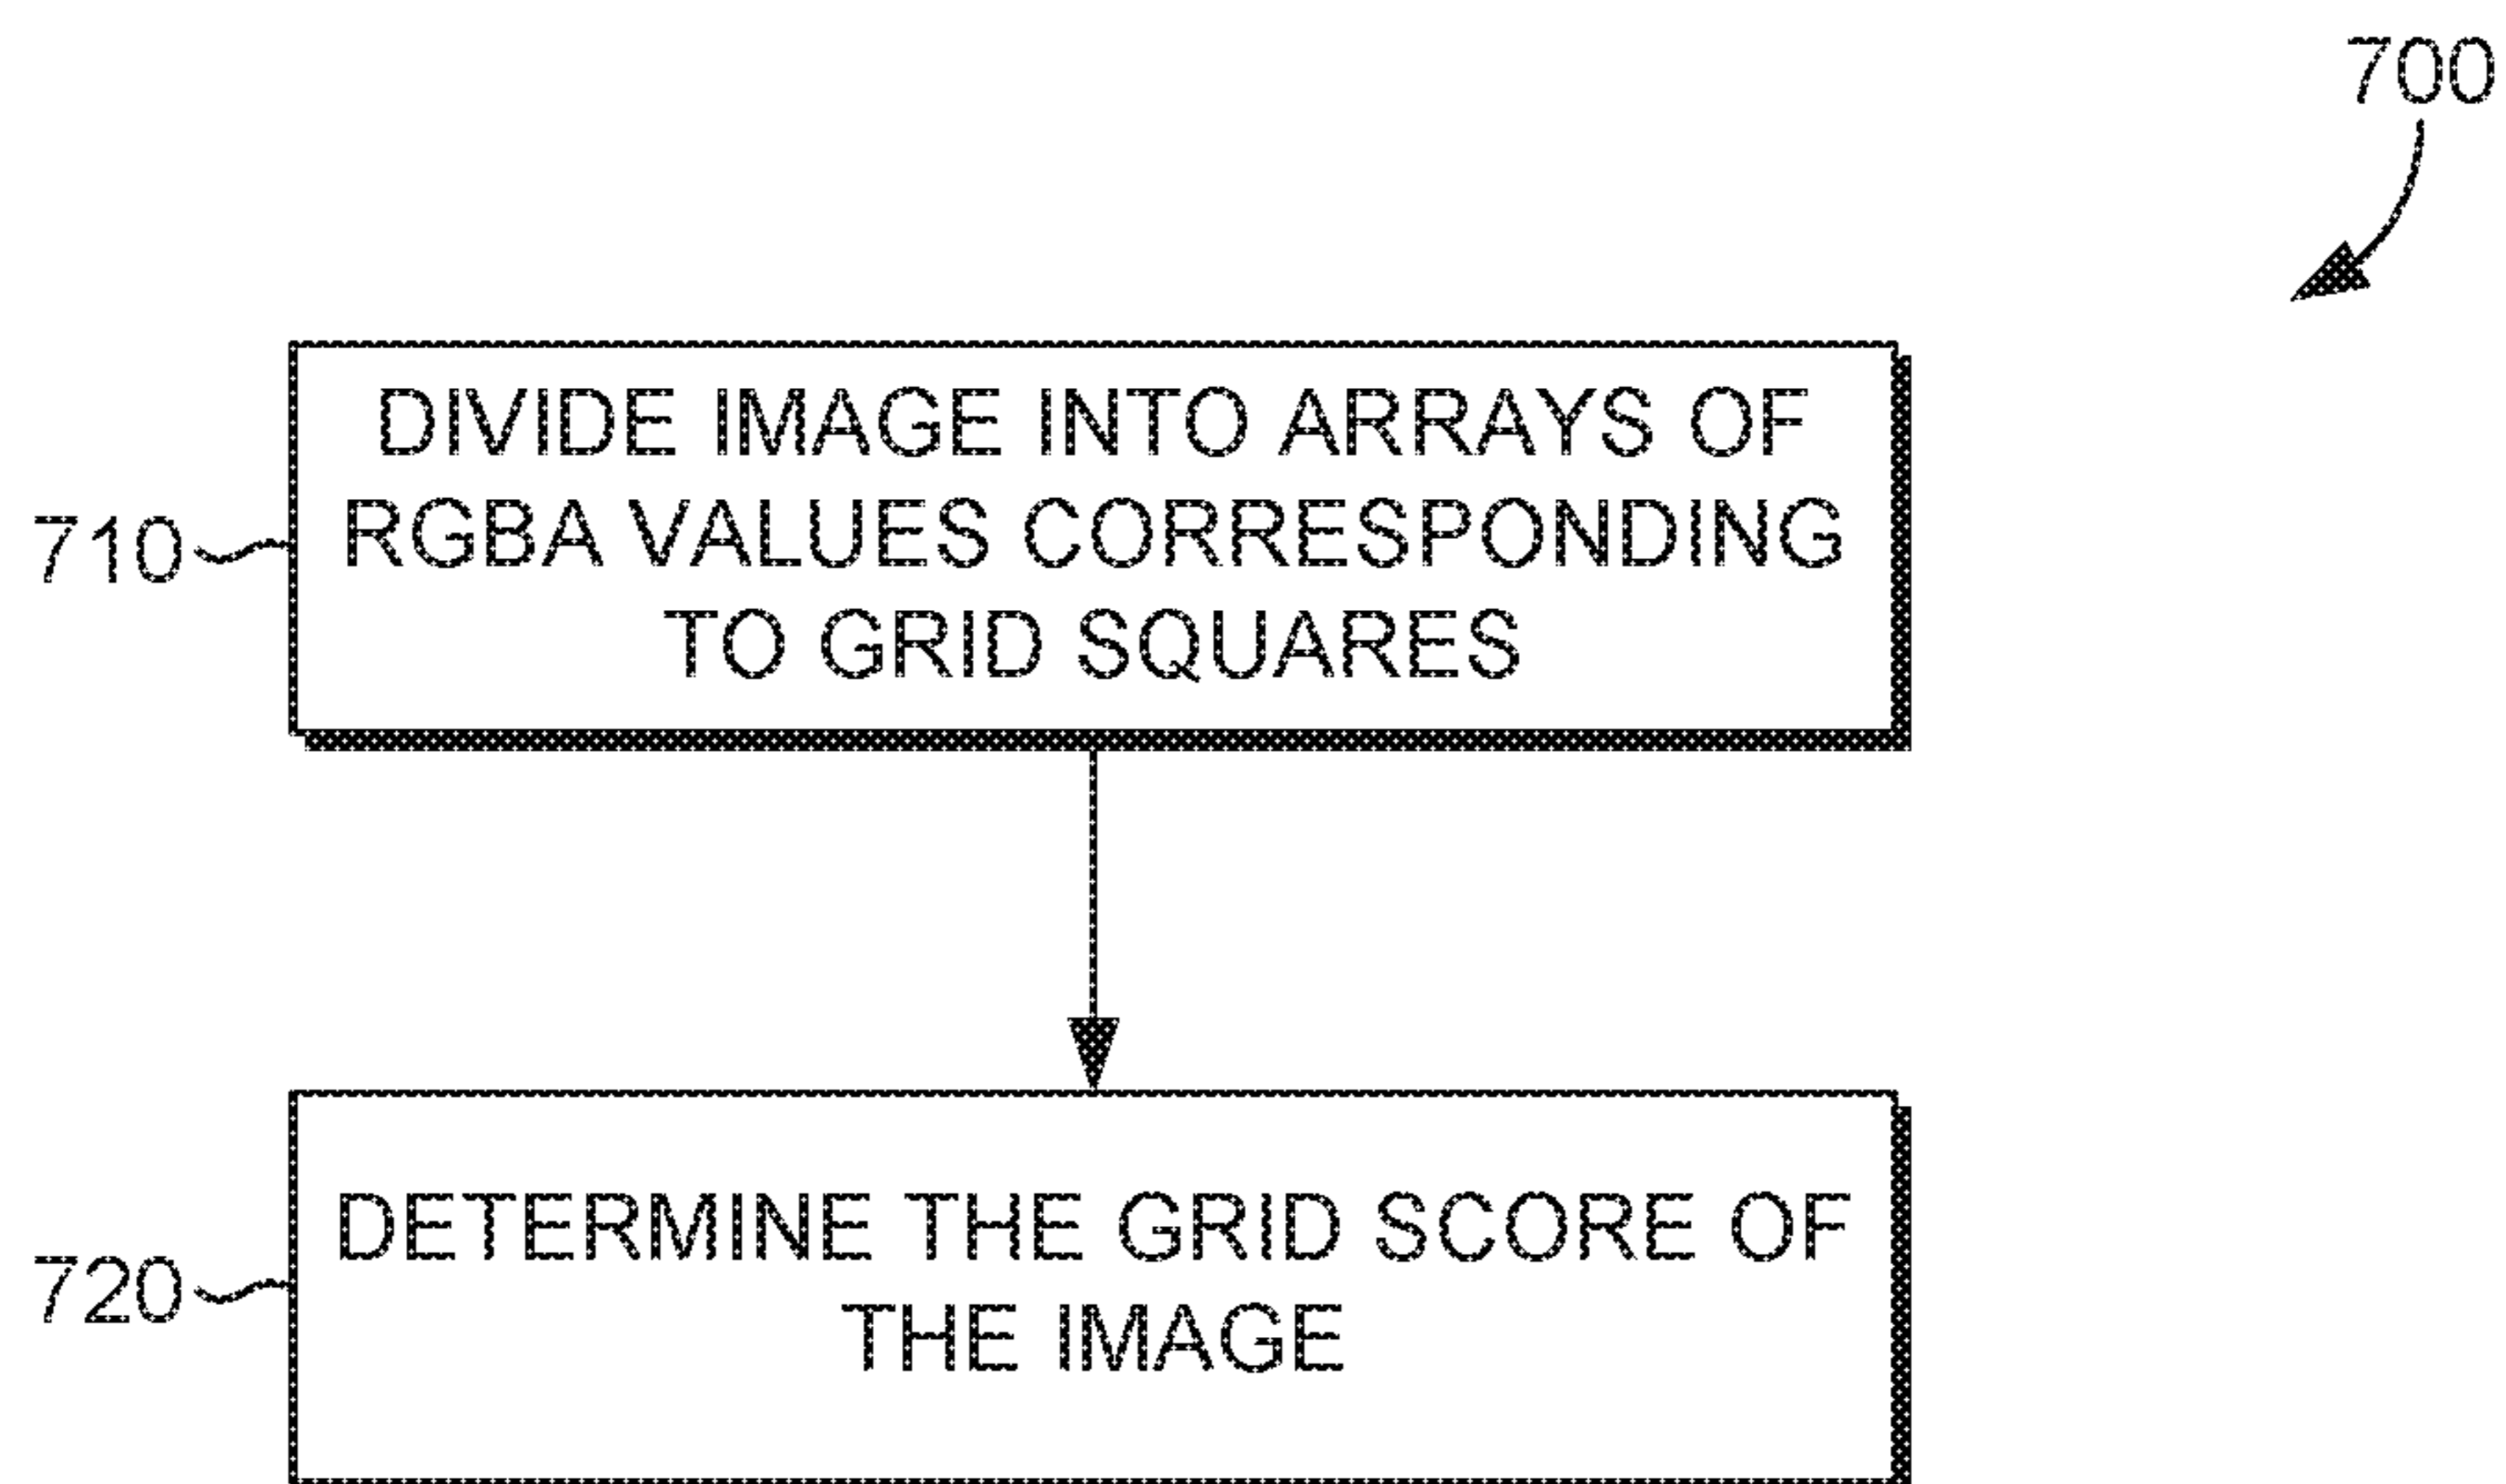 700
DIVIDE IMAGE INTO ARRAYS OF
RGBA VALUES CORRESPONDING
TO GRID SQUARES
710
DETERMINE THE GRID SCORE OF
THE IMAGE
720